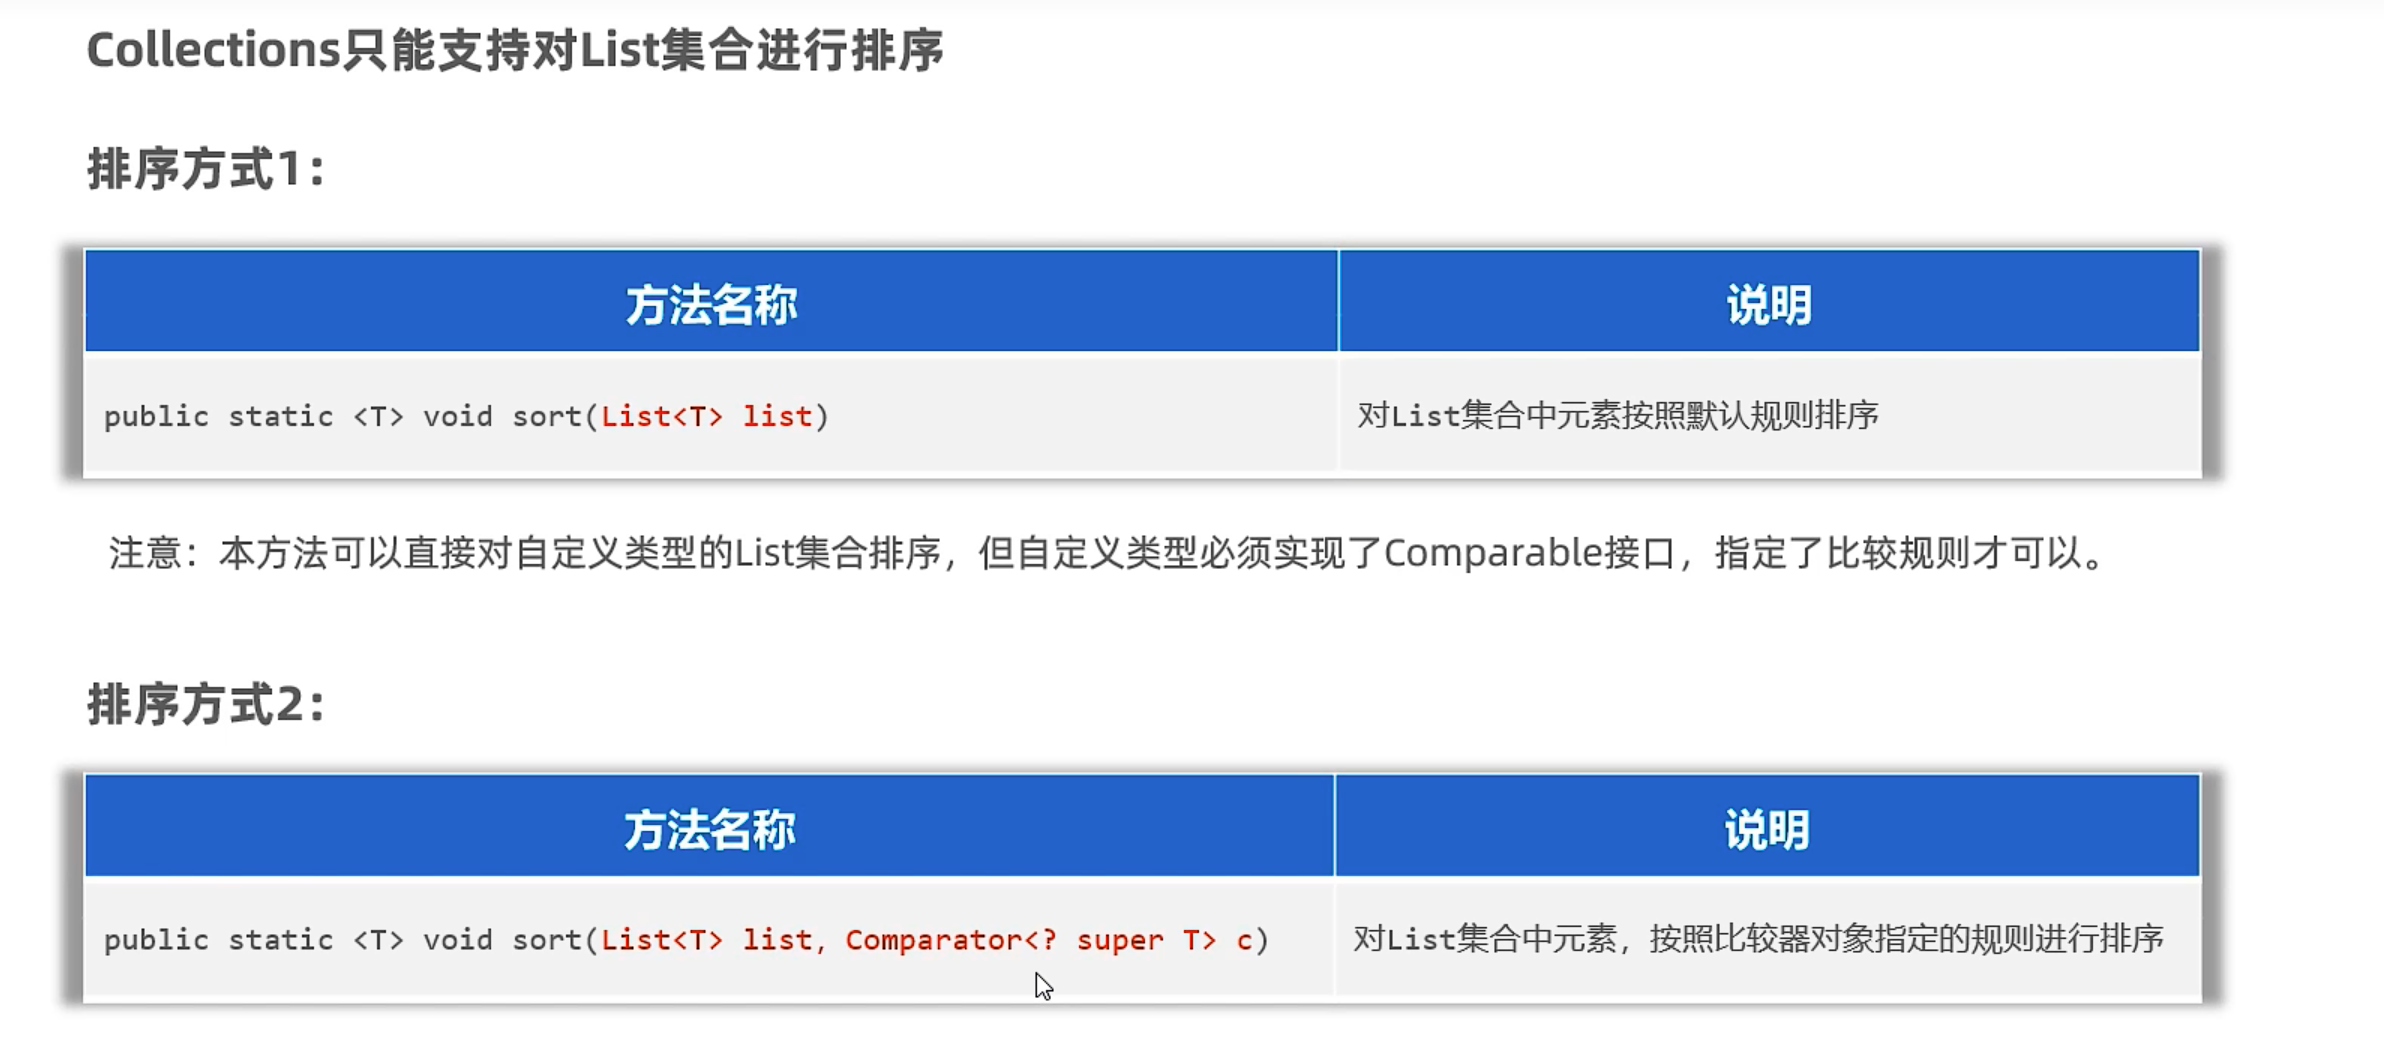 Collections只能支持对List集合进行排序
排序方式1：
方法名称 说明
public static <T> void sort(List<T> list) 对List集合中元素按照默认规则排序
注意：本方法可以直接对自定义类型的List集合排序，但自定义类型必须实现了Comparable接口，指定了比较规则才可以。
排序方式2：
方法名称 说明
public static <T> void sort(List<T> list, Comparator<? super T> c) 对List集合中元素，按照比较器对象指定的规则进行排序